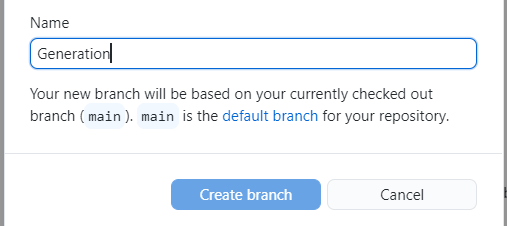 Name
Generation
Your new branch will be based on your currently checked out
branch (main). main is the default branch for your repository.
Create branch
Cancel